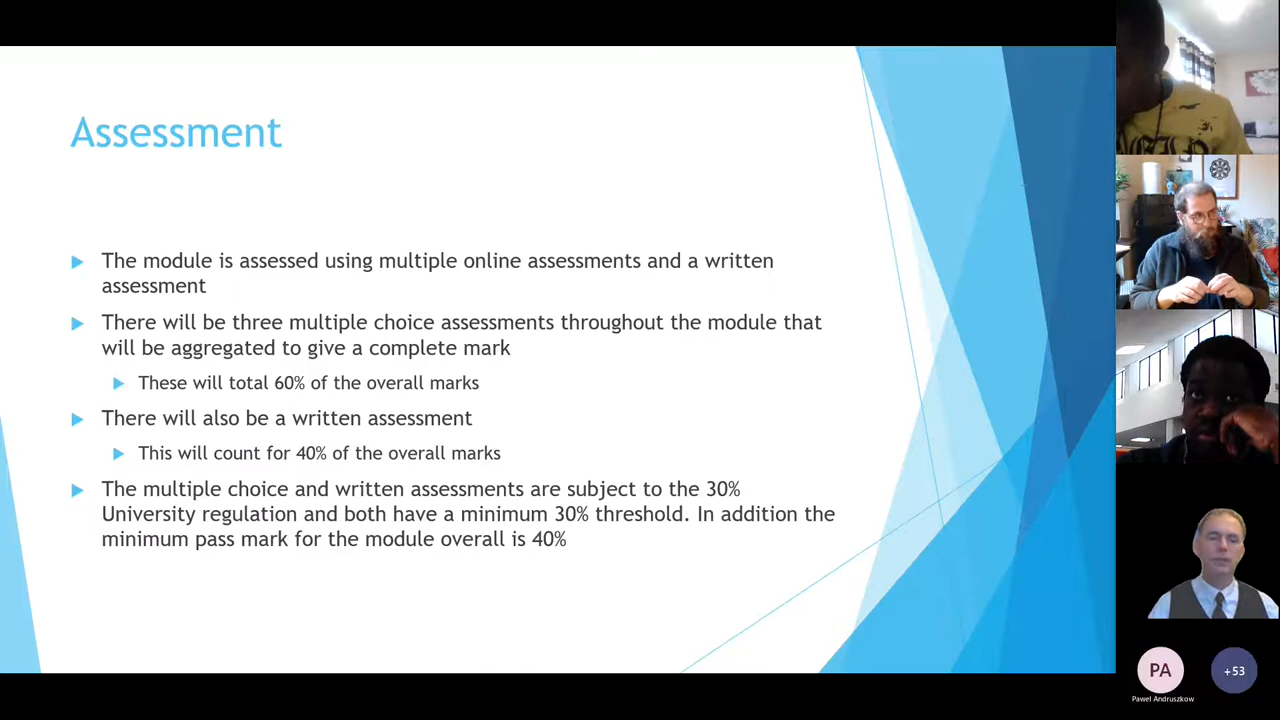 Assessment
The module is assessed using multiple online assessments and a written
assessment
There will be three multiple choice assessments throughout the module that
will be aggregated to give a complete mark
These will total 60% of the overall marks
There will also be a written assessment
This will count for 40% of the overall marks
The multiple choice and written assessments are subject to the 30%
University regulation and both have a minimum 30% threshold. In addition the
minimum pass mark for the module overall is 40%
PA
+53
Pawel Andruszkow